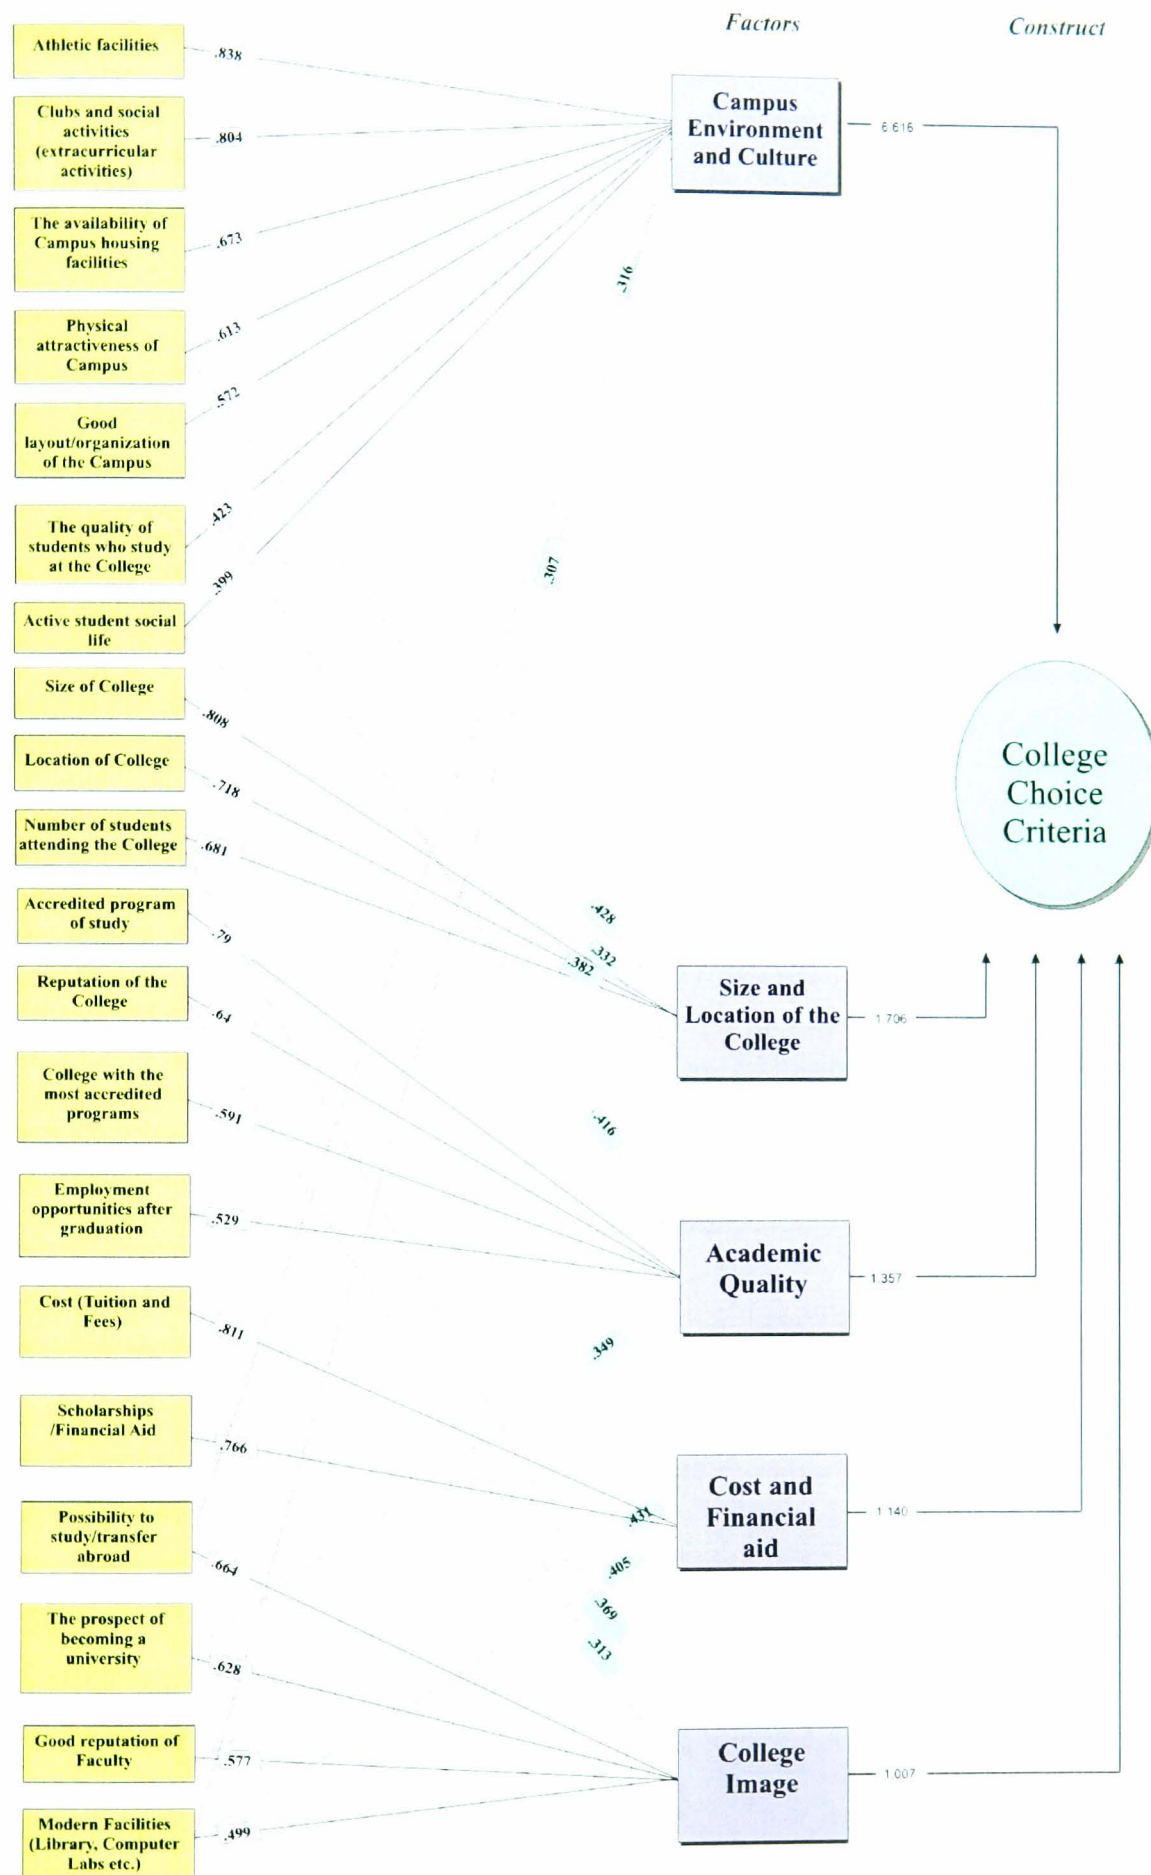 Factors
Construct
Athletic facilities
.838
Clubs and social
activities
(extracurricular
activities)
.804
The availability of
Campus housing
facilities
.673
Physical
attractiveness of
Campus
.613
Good
layout/organization
of the Campus
.572
The quality of
students who study
at the College
.423
Active student social
life
.399
Size of College
.808
Location of College
.718
Number of students
attending the College
.681
Accredited program
of study
.79
Reputation of the
College
.64
College with the
most accredited
programs
.591
Employment
opportunities after
graduation
.529
Cost (Tuition and
Fees)
.811
Scholarships
/Financial Aid
.766
Possibility to
study/transfer
abroad
.664
The prospect of
becoming a
university
.628
Good reputation of
Faculty
.577
Modern Facilities
(Library, Computer
Labs etc.)
.499
.316
.307
.428
.332
.382
.416
.349
.431
.405
.369
.313
Campus
Environment
and Culture
6.616
Size and
Location of the
College
1.706
Academic
Quality
1.357
Cost and
Financial
aid
1.140
College
Image
1.007
College
Choice
Criteria